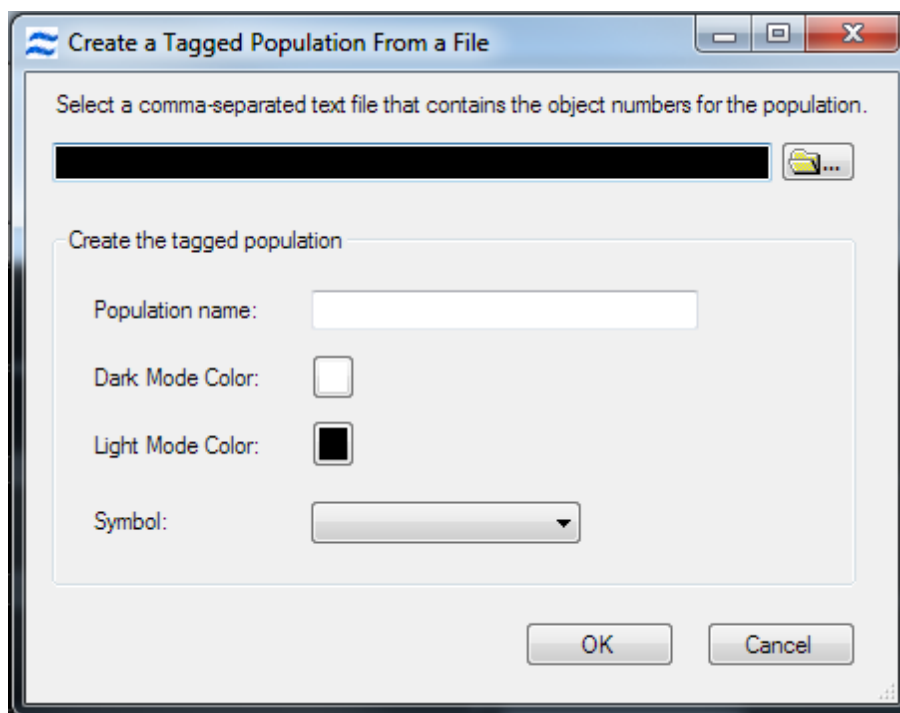 Create a Tagged Population From a File
Select a comma-separated text file that contains the object numbers for the population.
...
Create the tagged population
Population name:
Dark Mode Color:
Light Mode Color:
Symbol:
OK Cancel